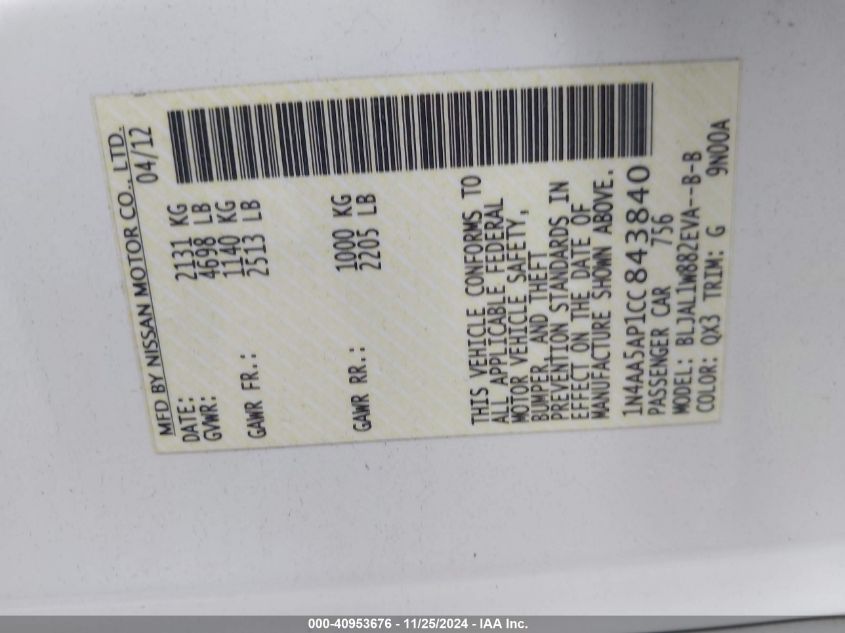 MFD BY NISSAN MOTOR CO., LTD.
DATE: 04/12
GVWR: 2131 KG
4698 LB
GAWR FR.: 1140 KG
2513 LB
GAWR RR.: 1000 KG
2205 LB
THIS VEHICLE CONFORMS TO
ALL APPLICABLE FEDERAL
MOTOR VEHICLE SAFETY,
BUMPER, AND THEFT
PREVENTION STANDARDS IN
EFFECT ON THE DATE OF
MANUFACTURE SHOWN ABOVE.
1N4AA5AP1CC843840
PASSENGER CAR 756
MODEL: BLJAL1W882EVA--B-B
COLOR: QX3 TRIM: G 9N00A
000-40953676 - 11/25/2024 - IAA Inc.